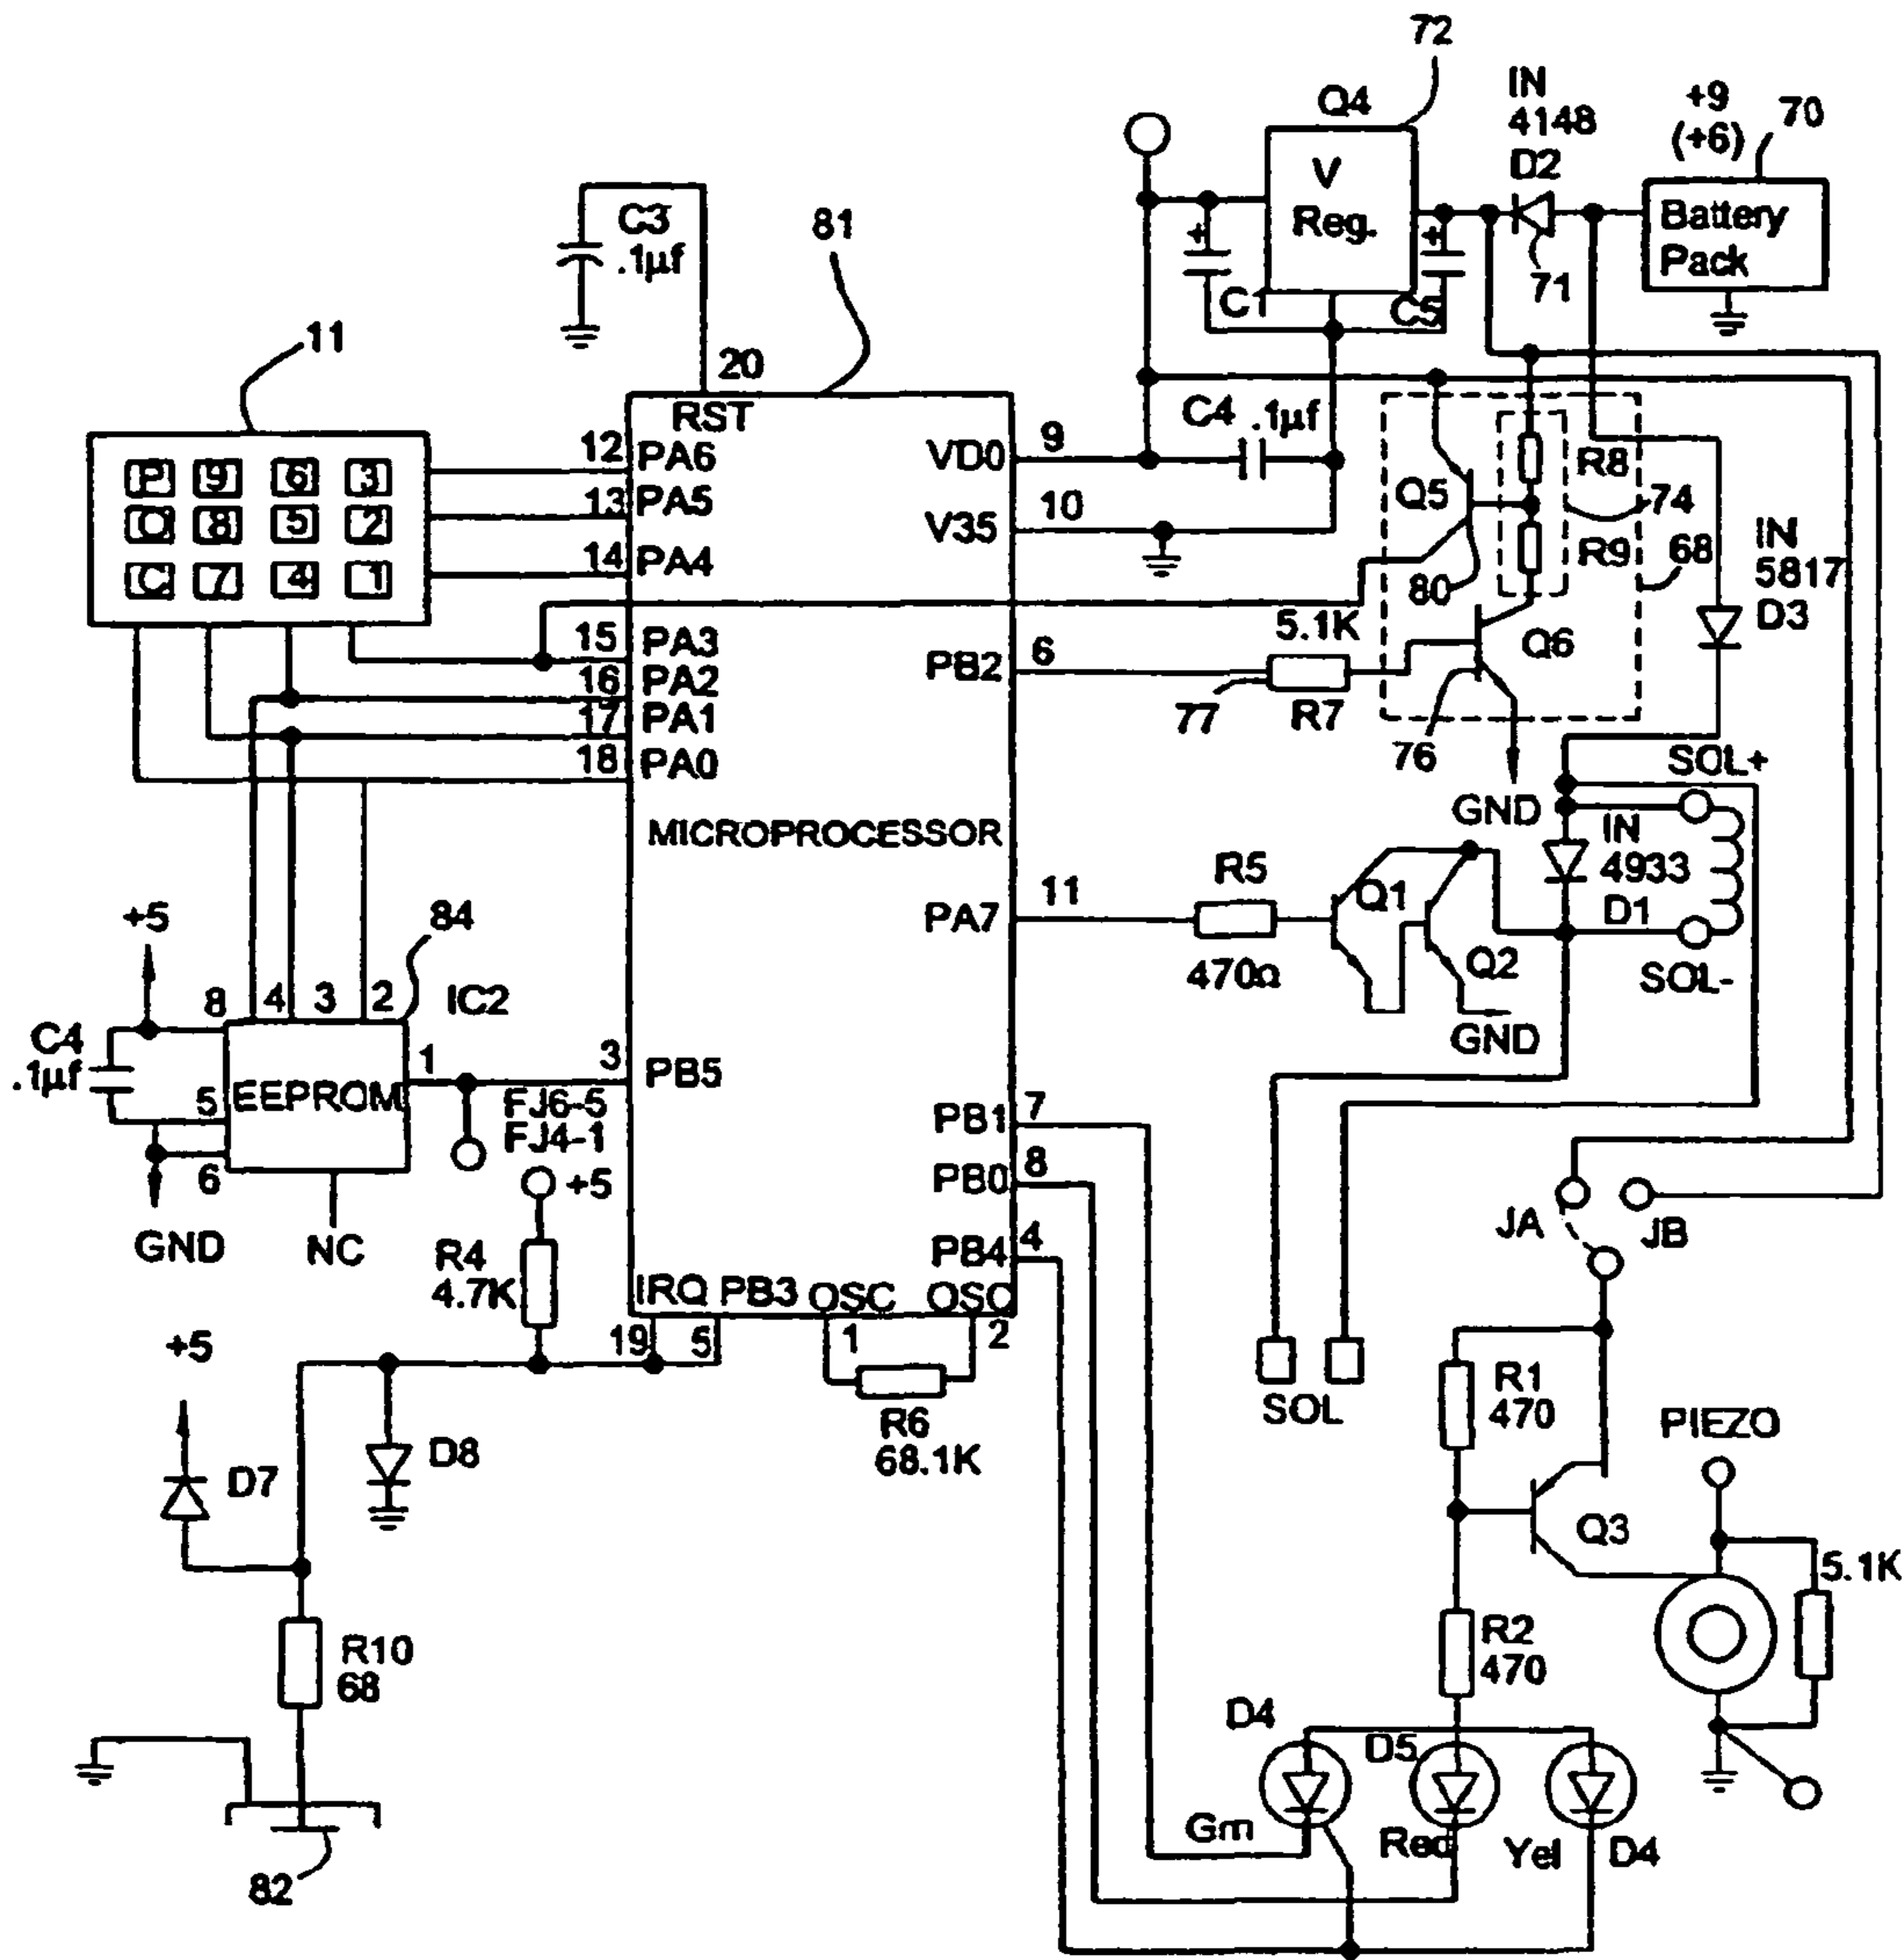 72
Q4
V
Reg.
IN
4148
D2
+9
(+6)
70
Battery
Pack
71
C1
C5
C3
.1µf
81
11
20
RST
12
PA6
13
PA5
14
PA4
15
PA3
16
PA2
17
PA1
18
PA0
P
9
6
3
O
8
5
2
C
7
4
1
VD0
9
C4
.1µf
V35
10
Q5
80
R8
74
R9
68
IN
5817
D3
PB2
6
5.1K
77
R7
Q6
76
GND
MICROPROCESSOR
SOL+
IN
4933
D1
SOL-
PA7
11
R5
470Ω
Q1
Q2
GND
+5
84
IC2
8
4
3
2
C4
.1µf
EEPROM
1
5
6
GND
NC
3
PB5
FJ6-5
FJ4-1
+5
R4
4.7K
PB1
7
PB0
8
PB4
4
IRQ
PB3
OSC
OSC
19
5
1
2
R6
68.1K
JA
JB
SOL
+5
D7
D8
R10
68
82
R1
470
PIEZO
Q3
5.1K
R2
470
D4
D5
Grn
Red
Yel
D4